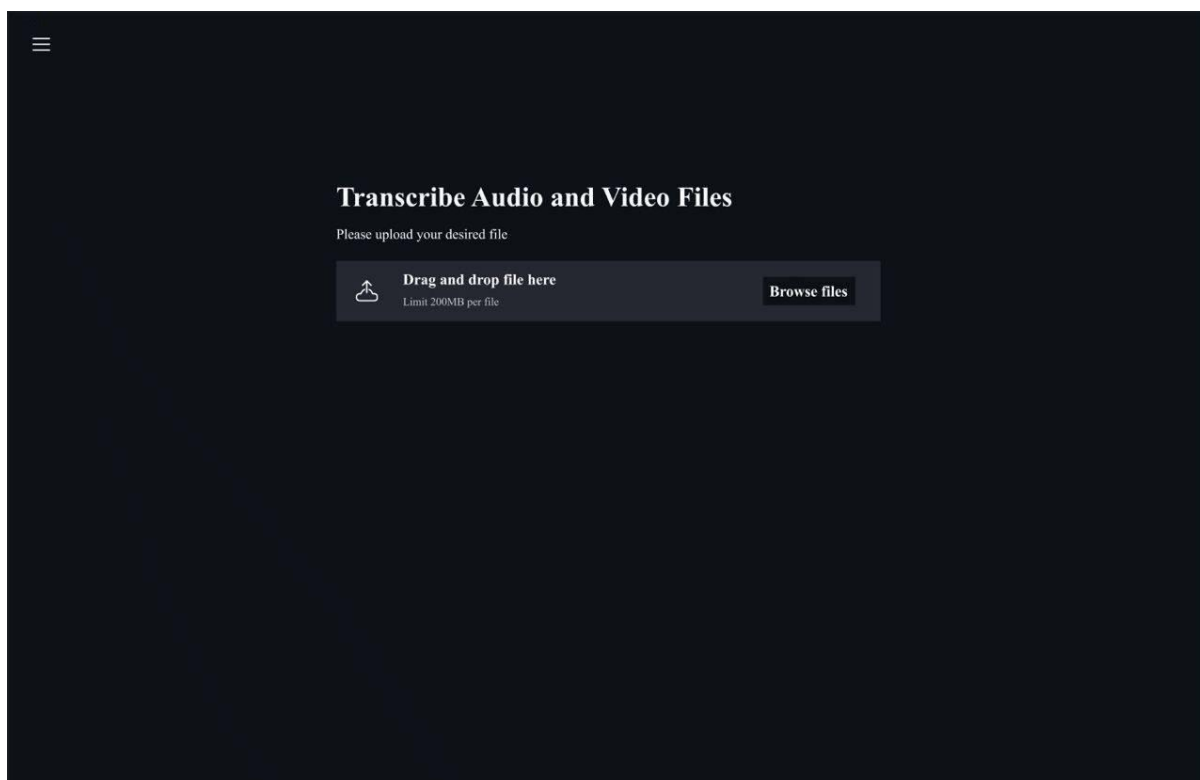 Transcribe Audio and Video Files
Please upload your desired file
Drag and drop file here
Limit 200MB per file
Browse files